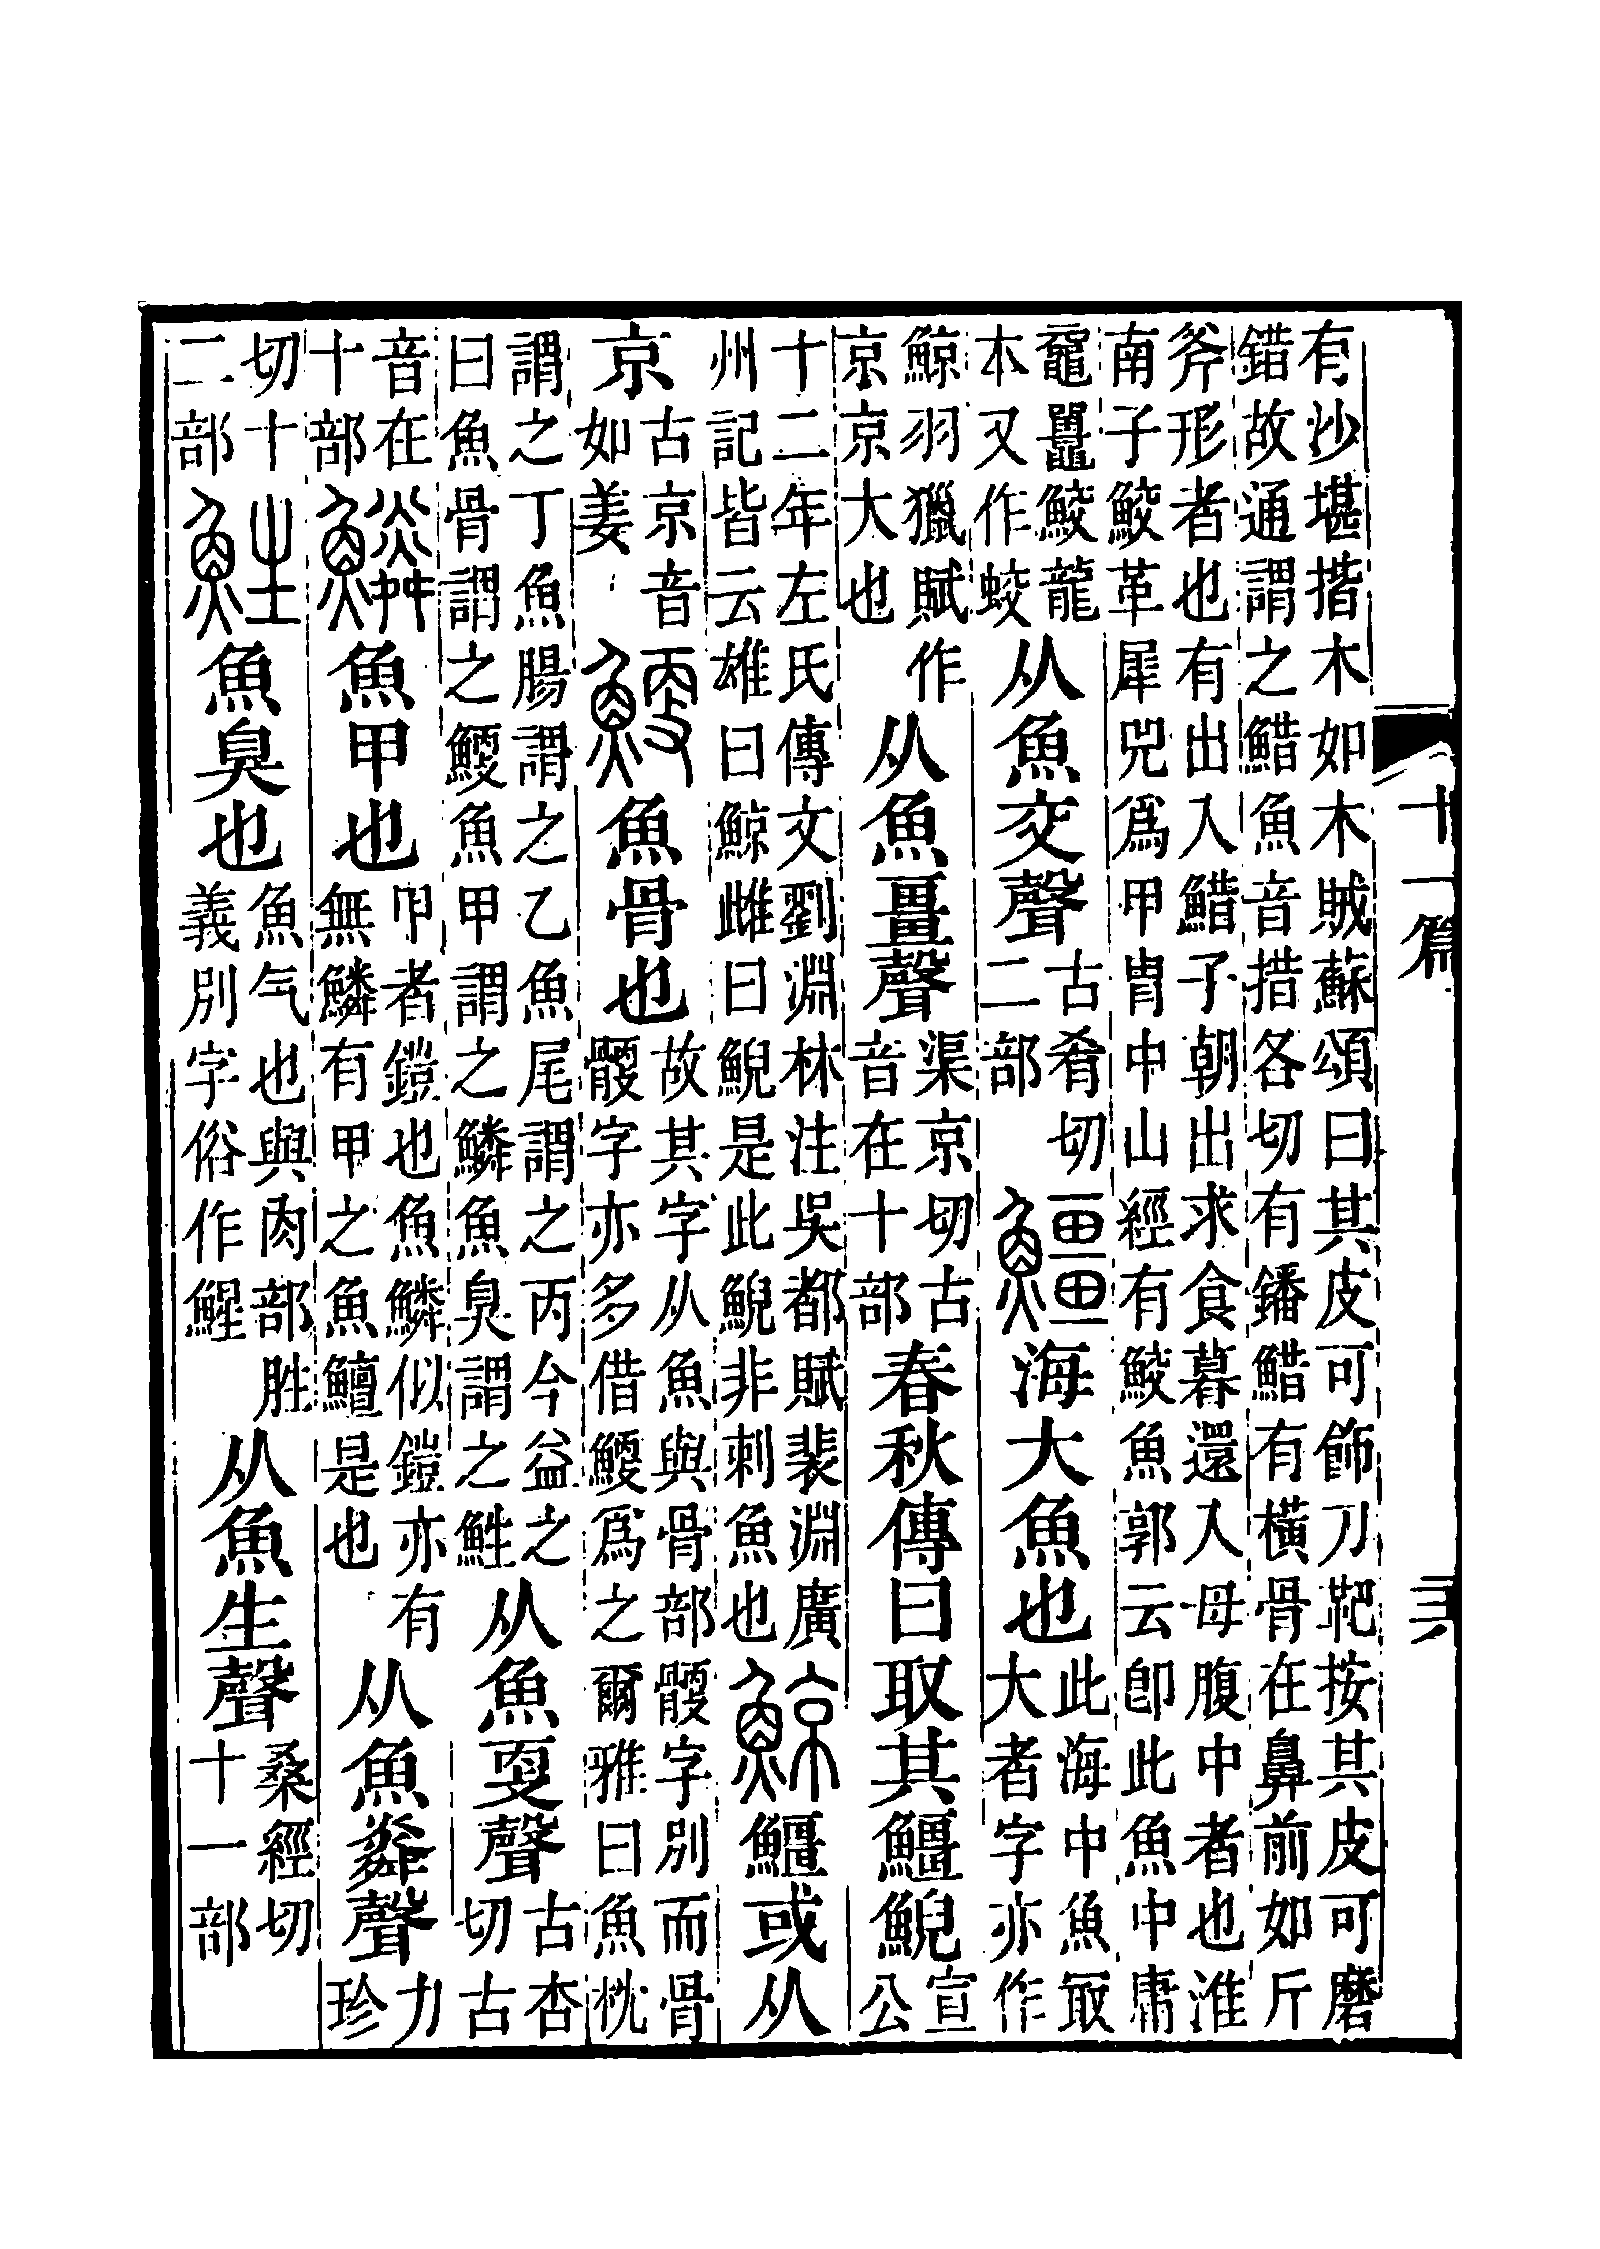 有沙堪揩木如木賊蘇頌曰其皮可飾刀靶按其皮可磨
錯故通謂之䱜魚音措各切有鐇䱜有橫骨在鼻前如斤
斧形者也有出入䱜子朝出求食暮還入母腹中者也淮
南子鮫革犀兕爲甲冑中山經有鮫魚郭云卽此魚中庸
黿鼉鮫龍本又作蛟从魚交聲古肴切二部䲔海大魚也此海中魚冣大者字亦作
鯨羽獵賦作京京大也从魚畺聲渠京切古音在十部春秋傳曰取其䲔鯢宣公
十二年左氏傳文劉淵林注吳都賦裴淵廣州記皆云雄曰鯨雌曰鯢是此鯢非刺魚也鯨䲔或从
京古京音如姜鯁魚骨也故其字从魚與骨部骾字別而骨骾字亦多借鯁爲之爾雅曰魚枕
謂之丁魚腸謂之乙魚尾謂之丙今益之曰魚骨謂之鯁魚甲謂之鱗魚臭謂之鮏从魚㪅聲古杏切古
音在十部鱗魚甲也甲者鎧也魚鱗似鎧亦有無鱗有甲之魚鱣是也从魚粦聲力珍
切十二部鮏魚臭也魚气也與肉部胜義別字俗作鯹从魚生聲桑經切十一部
十一篇